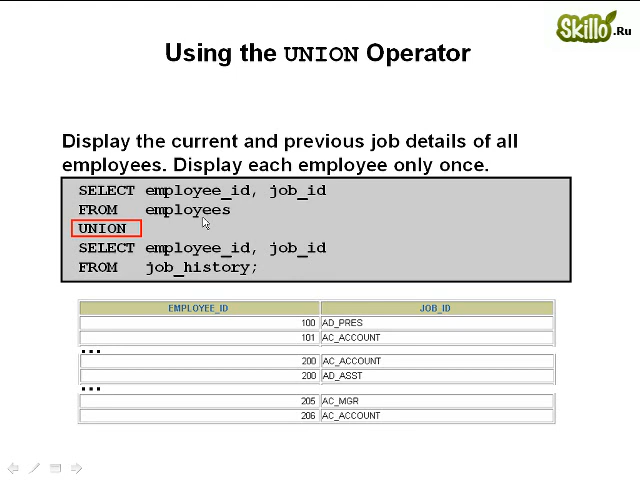 Skillo.Ru
Using the UNION Operator
Display the current and previous job details of all
employees. Display each employee only once.
SELECT employee_id, job_id
FROM employees
UNION
SELECT employee_id, job_id
FROM job_history;
EMPLOYEE_ID JOB_ID
100 AD_PRES
101 AC_ACCOUNT
...
200 AC_ACCOUNT
200 AD_ASST
...
205 AC_MGR
206 AC_ACCOUNT